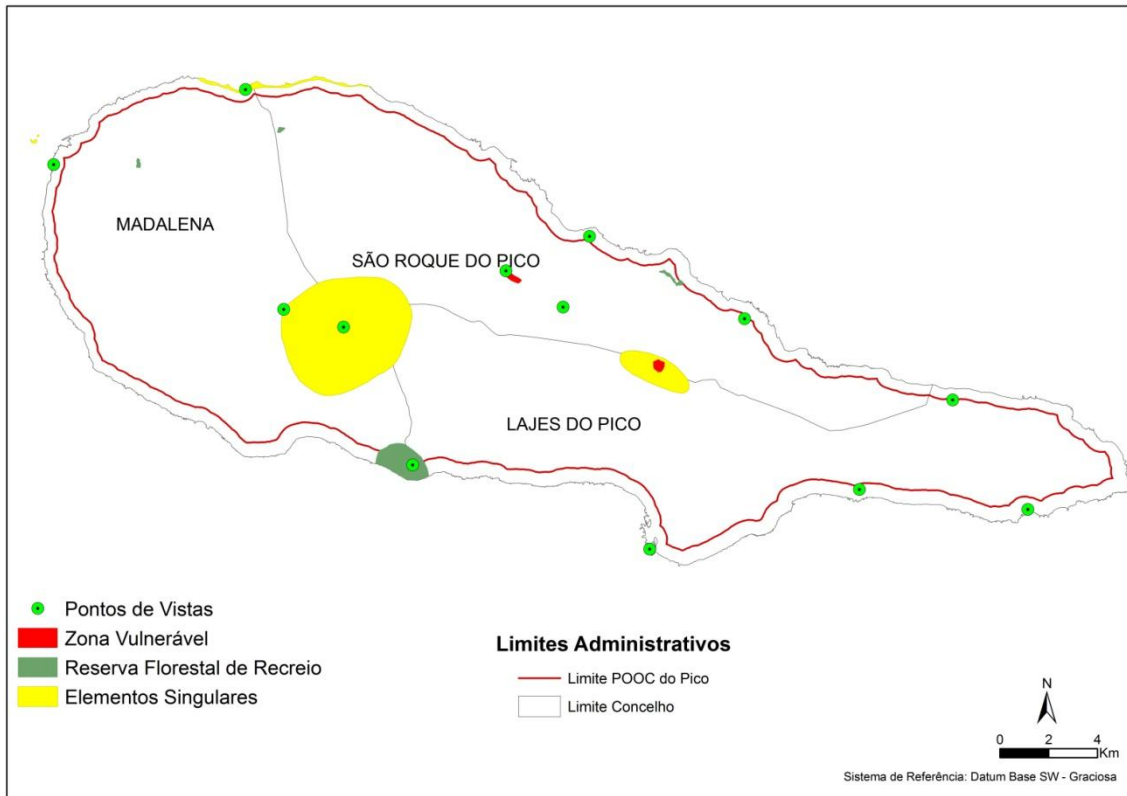 MADALENA
SÃO ROQUE DO PICO
LAJES DO PICO
Pontos de Vistas
Zona Vulnerável
Reserva Florestal de Recreio
Elementos Singulares
Limites Administrativos
Limite POOC do Pico
Limite Concelho
N
0 2 4
Km
Sistema de Referência: Datum Base SW - Graciosa